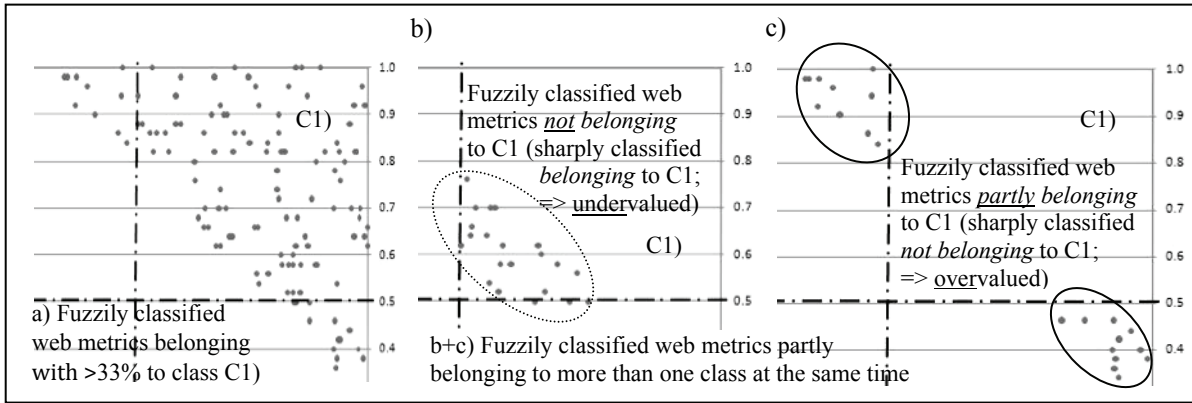 b)
c)
1.0
0.9
0.8
0.7
0.6
0.5
0.4
C1)
a) Fuzzily classified
web metrics belonging
with >33% to class C1)
1.0
0.9
0.8
0.7
0.6
0.5
0.4
Fuzzily classified web
metrics not belonging
to C1 (sharply classified
belonging to C1;
=> undervalued)
C1)
b+c) Fuzzily classified web metrics partly
belonging to more than one class at the same time
1.0
0.9
0.8
0.7
0.6
0.5
0.4
C1)
Fuzzily classified web
metrics partly belonging
to C1 (sharply classified
not belonging to C1;
=> overvalued)